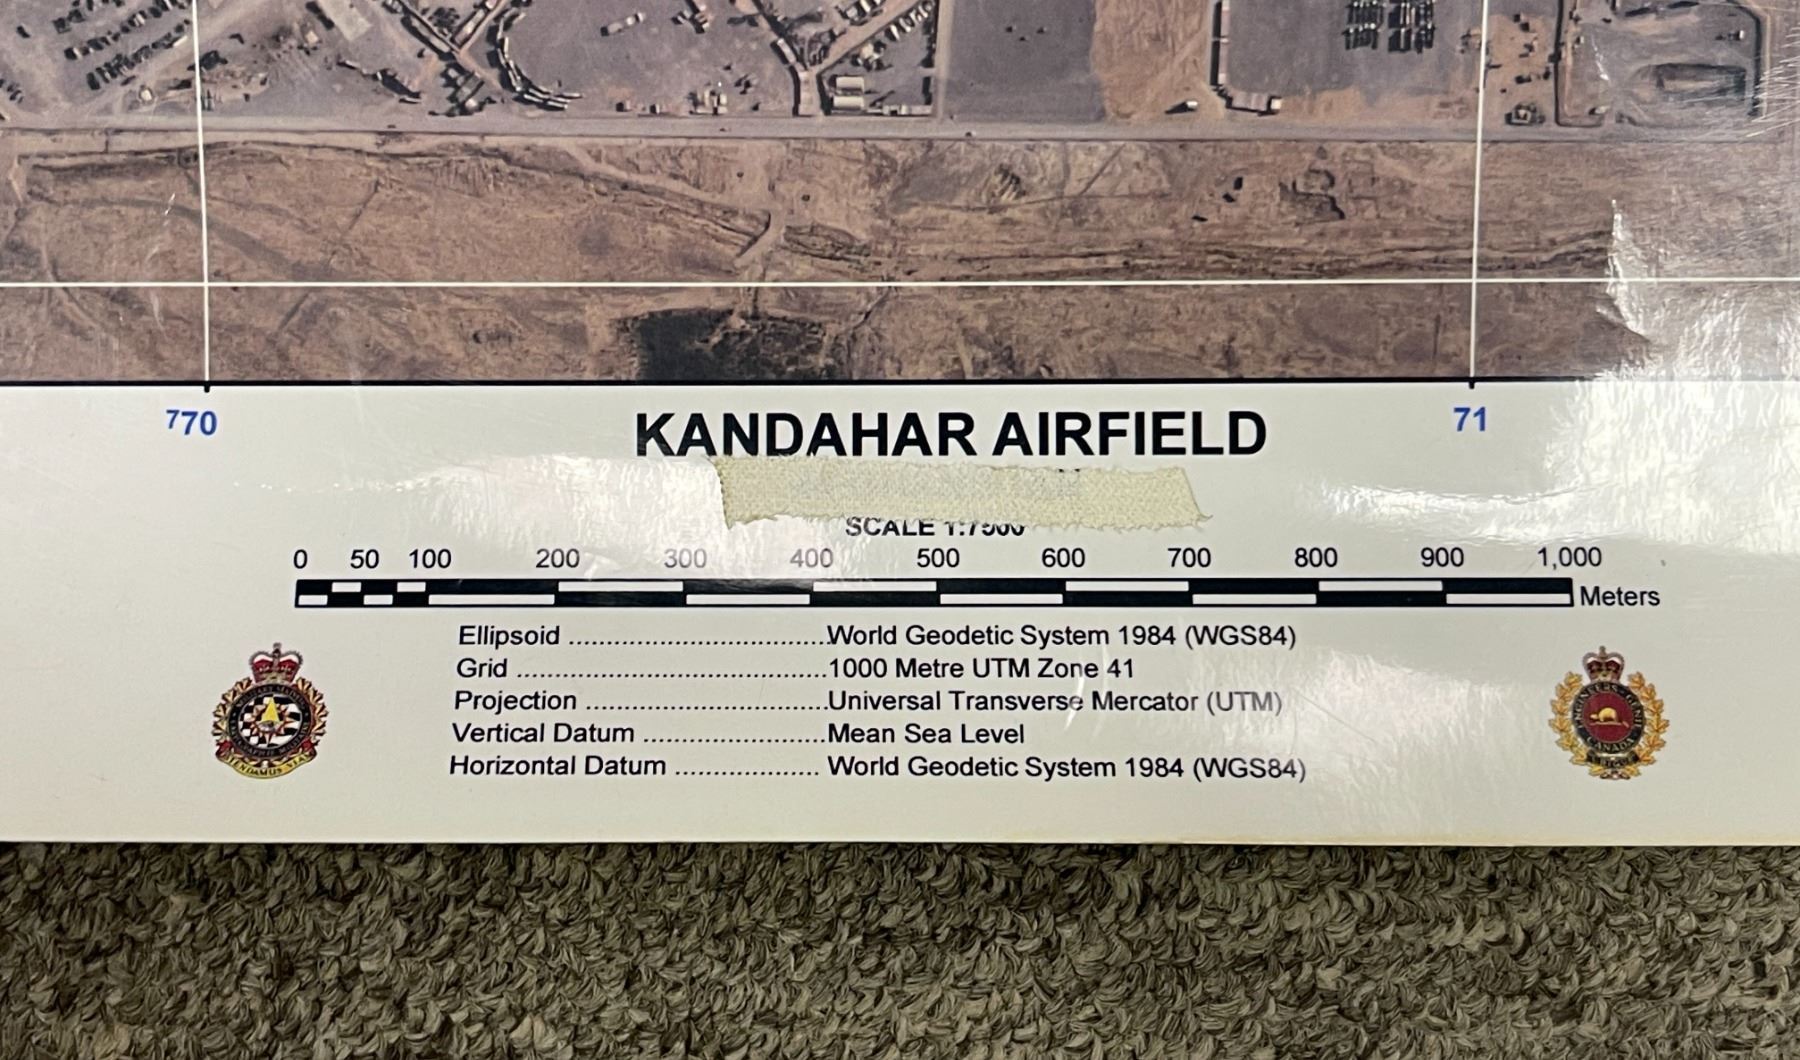 770
KANDAHAR AIRFIELD
71
SCALE 1:7500
0 50 100 200 300 400 500 600 700 800 900 1,000
Meters
Ellipsoid ..................................World Geodetic System 1984 (WGS84)
Grid .........................................1000 Metre UTM Zone 41
Projection ................................Universal Transverse Mercator (UTM)
Vertical Datum ........................Mean Sea Level
Horizontal Datum ................... World Geodetic System 1984 (WGS84)
CANADA